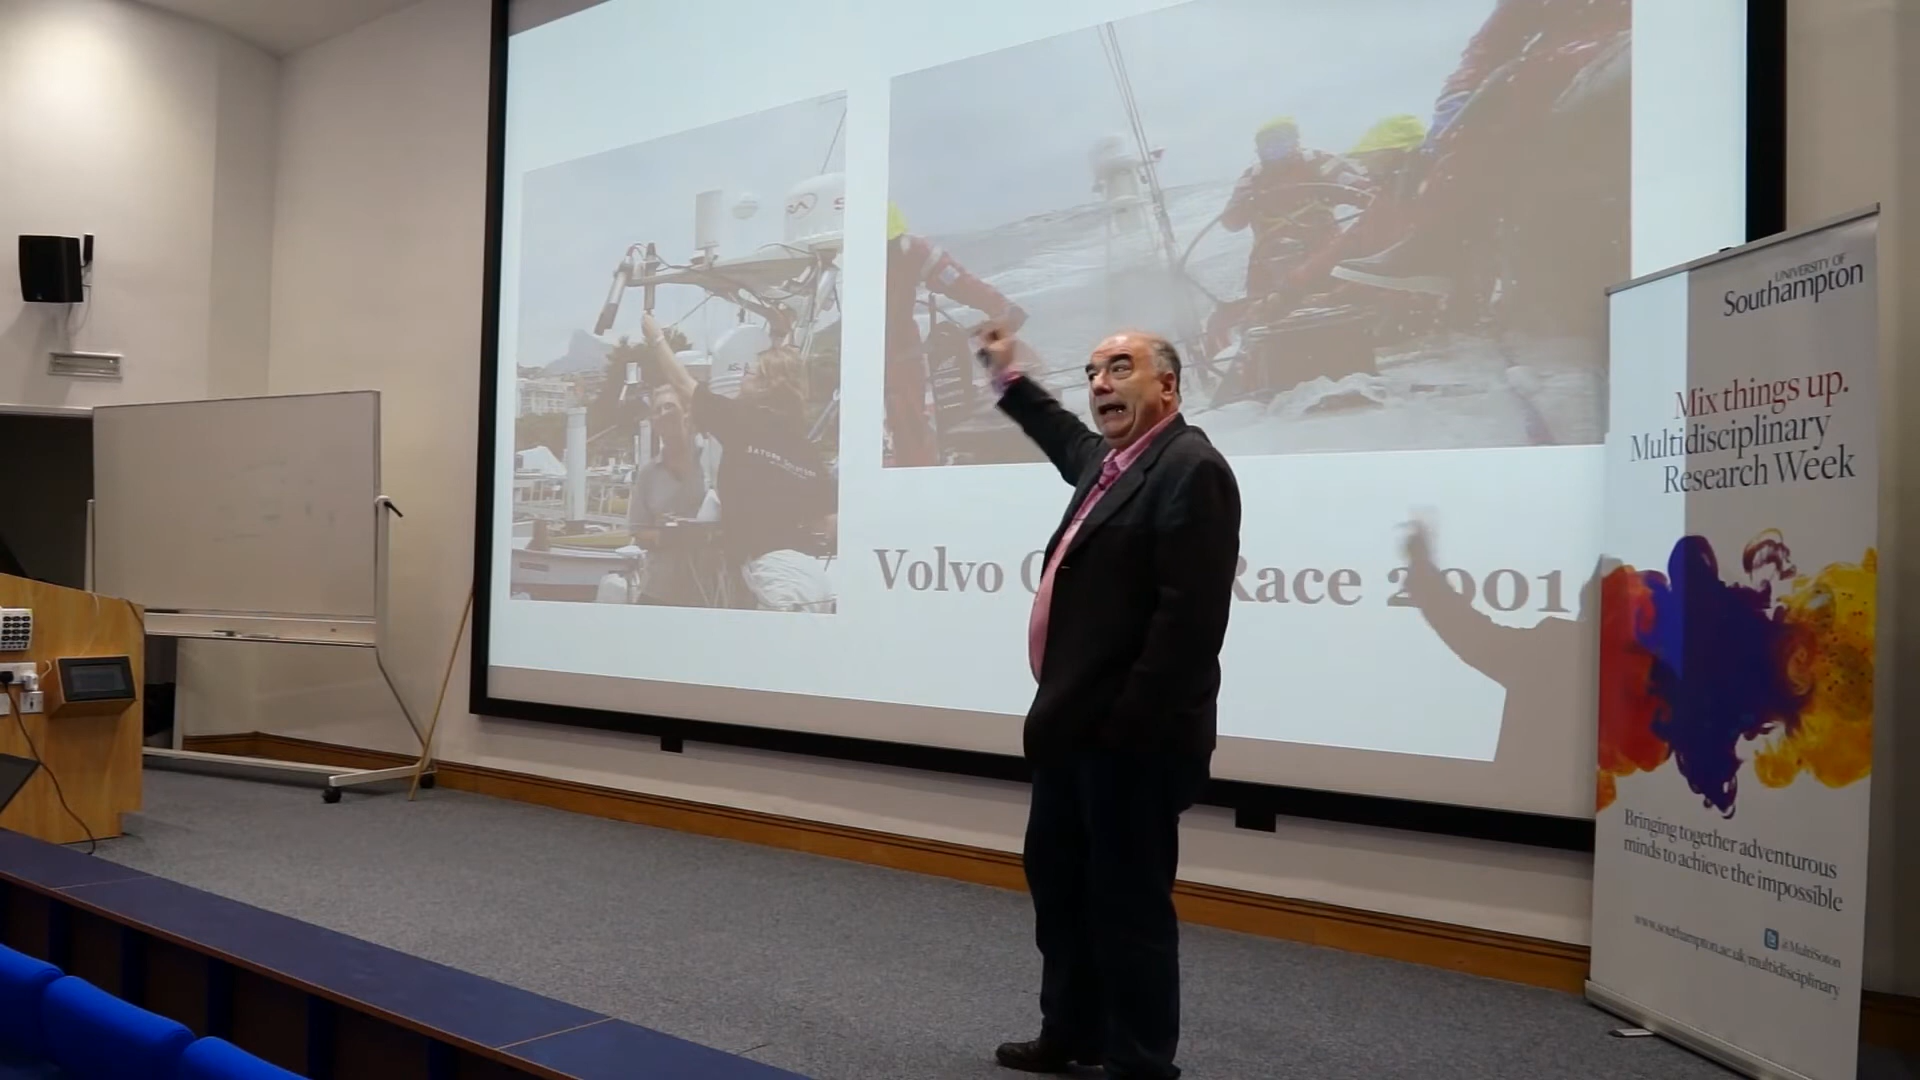 Volvo
Race 2001
UNIVERSITY OF
Southampton
Mix things up.
Multidisciplinary
Research Week
Bringing together adventurous
minds to achieve the impossible
@MultiSoton
www.southampton.ac.uk/multidisciplinary